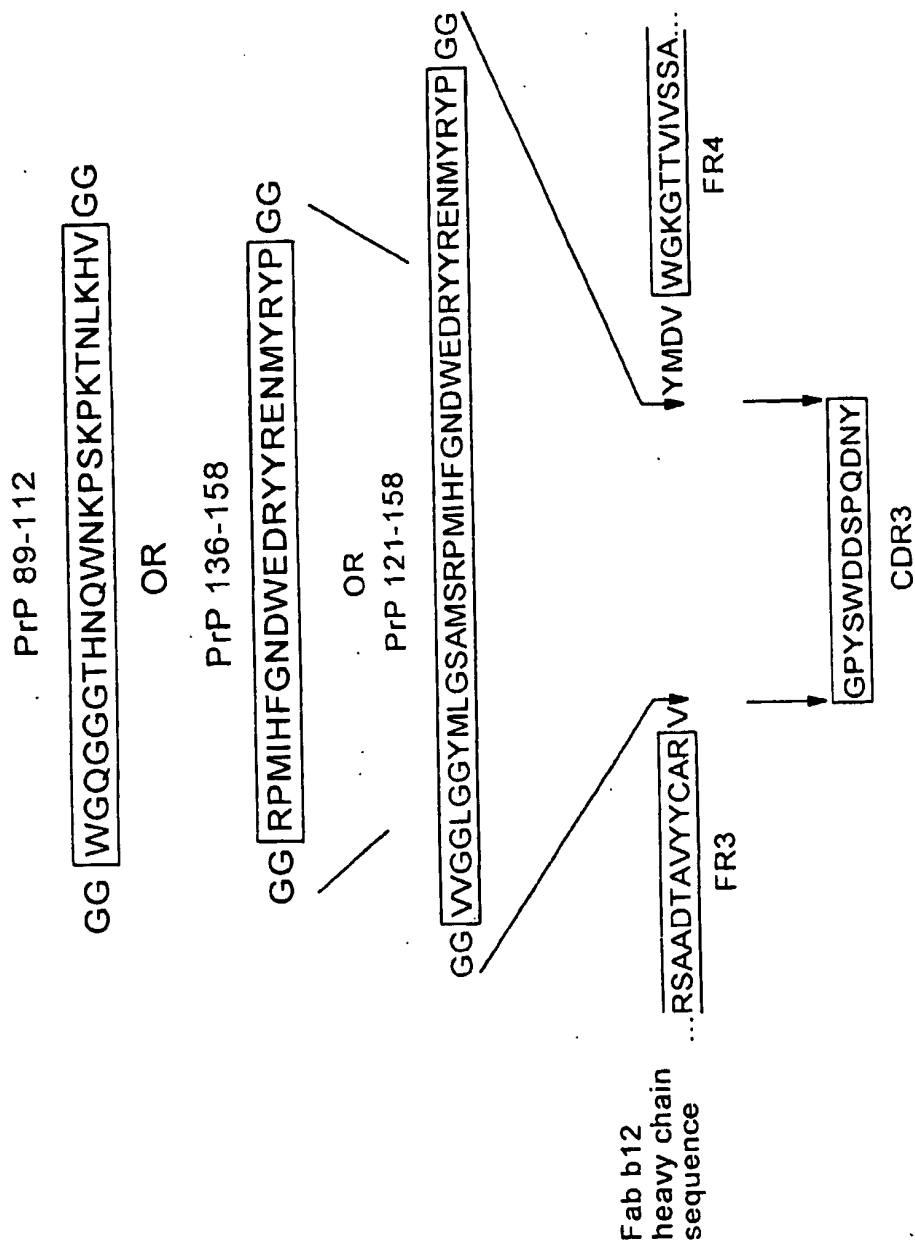 PrP 89-112
GG WGQGGGTHNQWNKPSKPKTNLKHV GG
OR
PrP 136-158
GG RPMIHFGNDWEDRYYRENMYRYP GG
OR
PrP 121-158
GG VVGGLGGYMLGSAMSRPMIHFGNDWEDRYYRENMYRYP GG
Fab b12
heavy chain
sequence
...RSAADTAVYYCAR V
YMDV WGKGTTVIVSSA...
FR3
FR4
GPYSWDDSPQDNY
CDR3